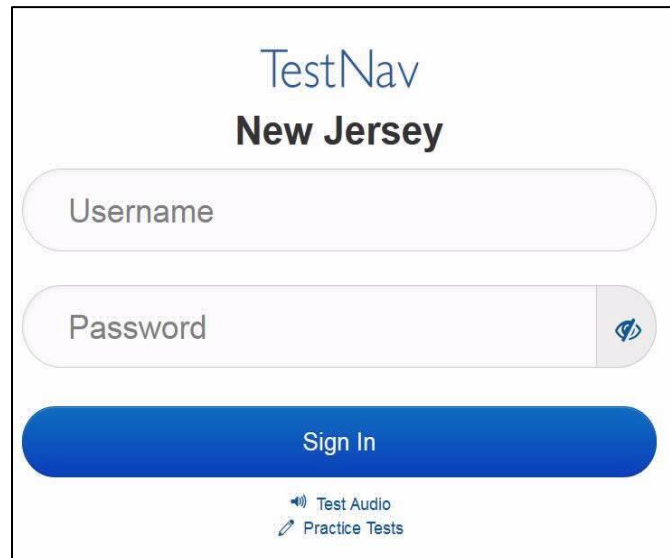 TestNav
New Jersey
Username
Password
Sign In
Test Audio
Practice Tests